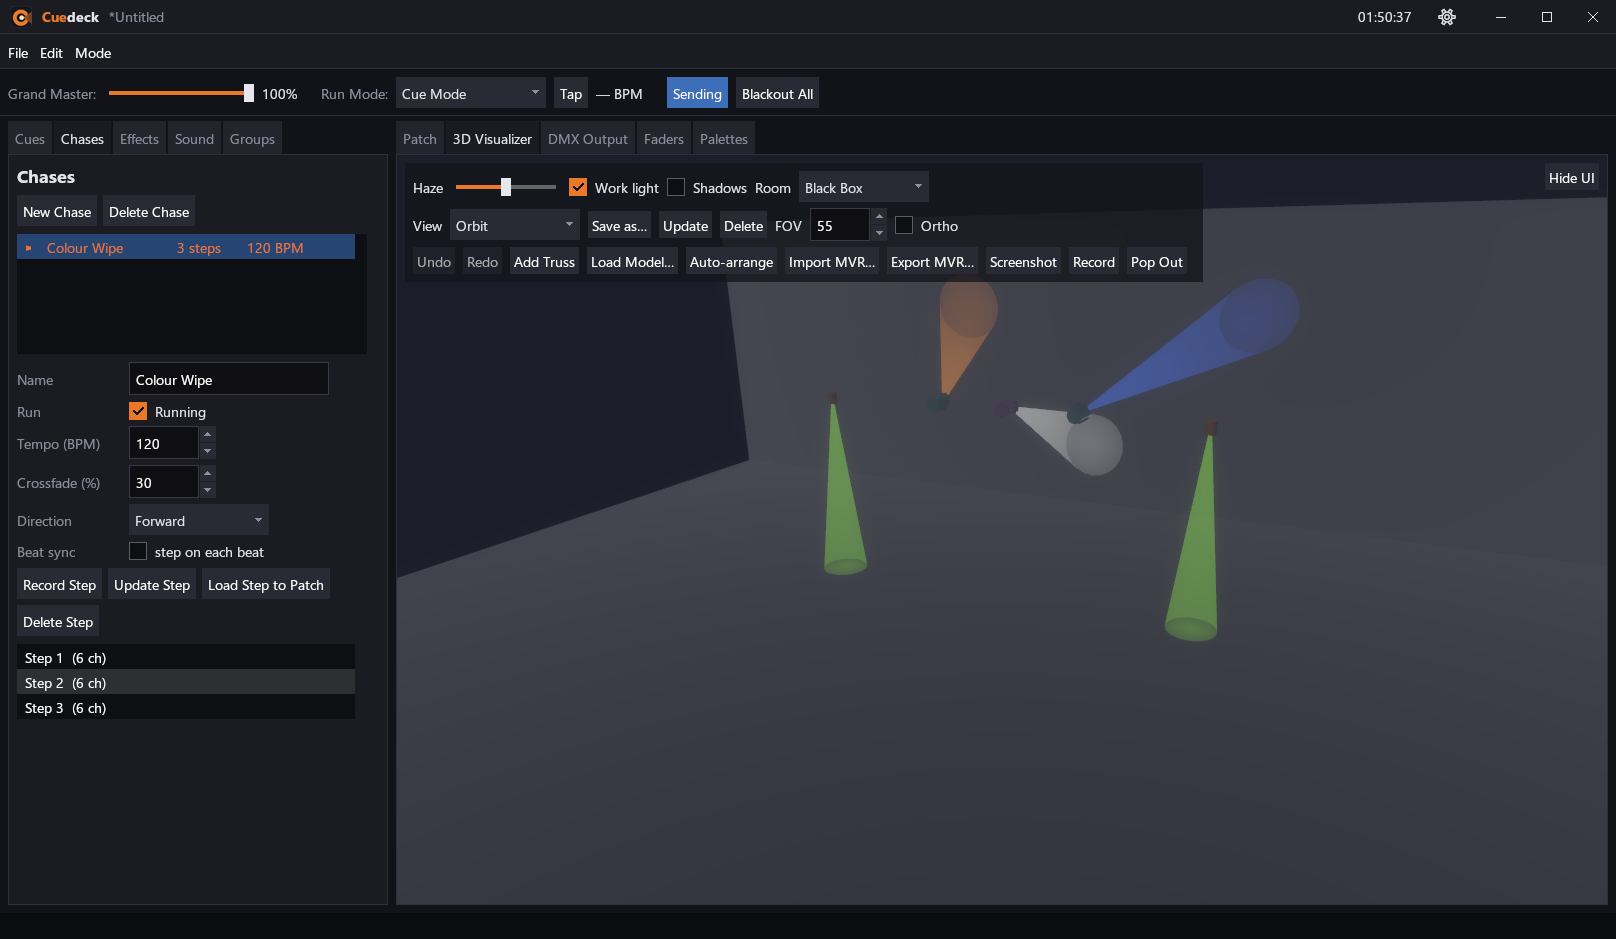 Cuedeck *Untitled 01:50:37
File Edit Mode
Grand Master: 100% Run Mode: Cue Mode Tap — BPM Sending Blackout All
Cues Chases Effects Sound Groups
Patch 3D Visualizer DMX Output Faders Palettes
Chases
New Chase Delete Chase
Colour Wipe 3 steps 120 BPM
Name Colour Wipe
Run Running
Tempo (BPM) 120
Crossfade (%) 30
Direction Forward
Beat sync step on each beat
Record Step Update Step Load Step to Patch
Delete Step
Step 1 (6 ch)
Step 2 (6 ch)
Step 3 (6 ch)
Haze Work light Shadows Room Black Box Hide UI
View Orbit Save as... Update Delete FOV 55 Ortho
Undo Redo Add Truss Load Model... Auto-arrange Import MVR... Export MVR... Screenshot Record Pop Out